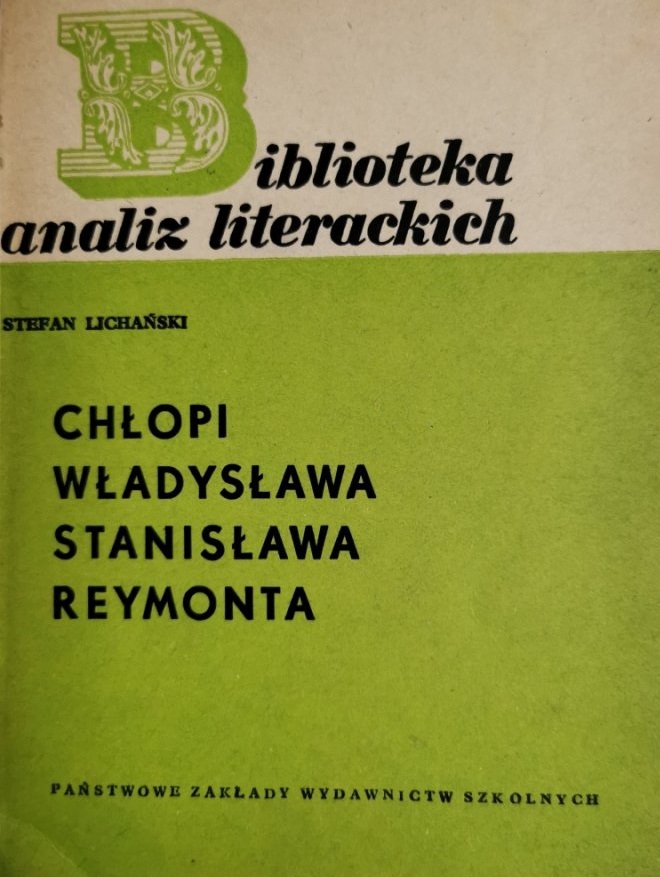 Biblioteka
analiz literackich
STEFAN LICHAŃSKI
CHŁOPI
WŁADYSŁAWA
STANISŁAWA
REYMONTA
PAŃSTWOWE ZAKŁADY WYDAWNICTW SZKOLNYCH